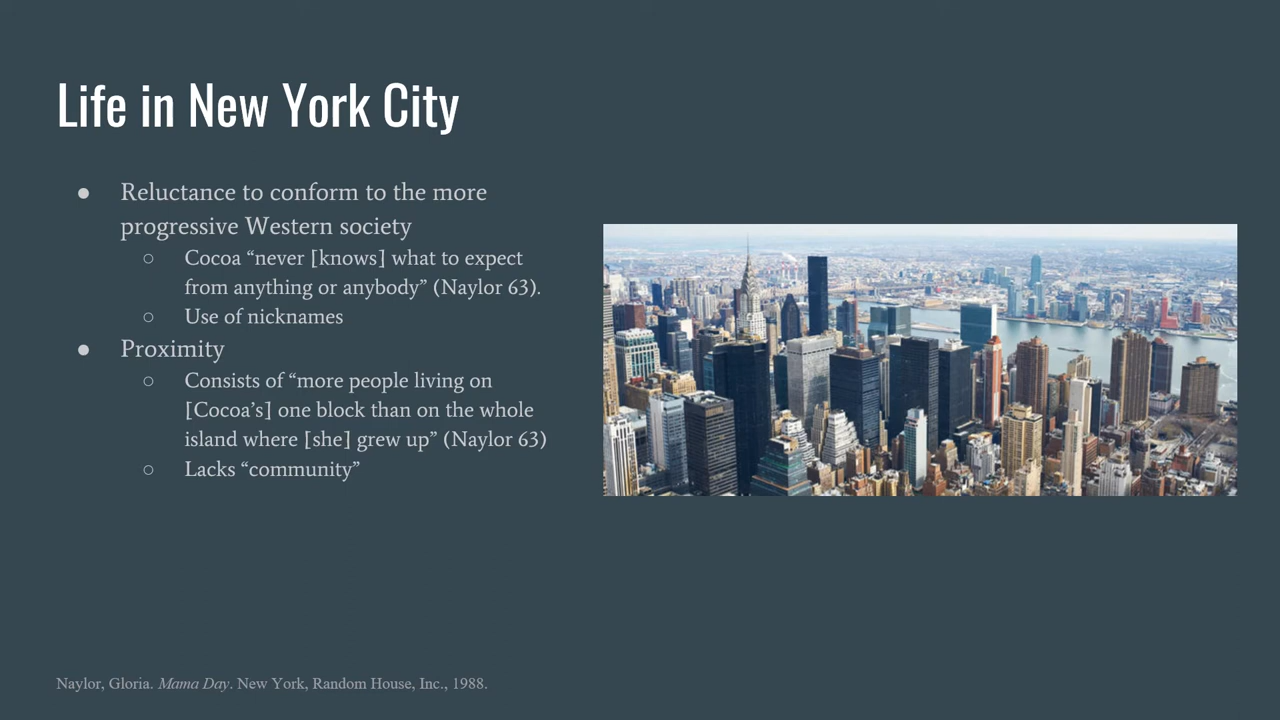 Life in New York City
● Reluctance to conform to the more
progressive Western society
○ Cocoa “never [knows] what to expect
from anything or anybody” (Naylor 63).
○ Use of nicknames
● Proximity
○ Consists of “more people living on
[Cocoa’s] one block than on the whole
island where [she] grew up” (Naylor 63)
○ Lacks “community”
Naylor, Gloria. Mama Day. New York, Random House, Inc., 1988.